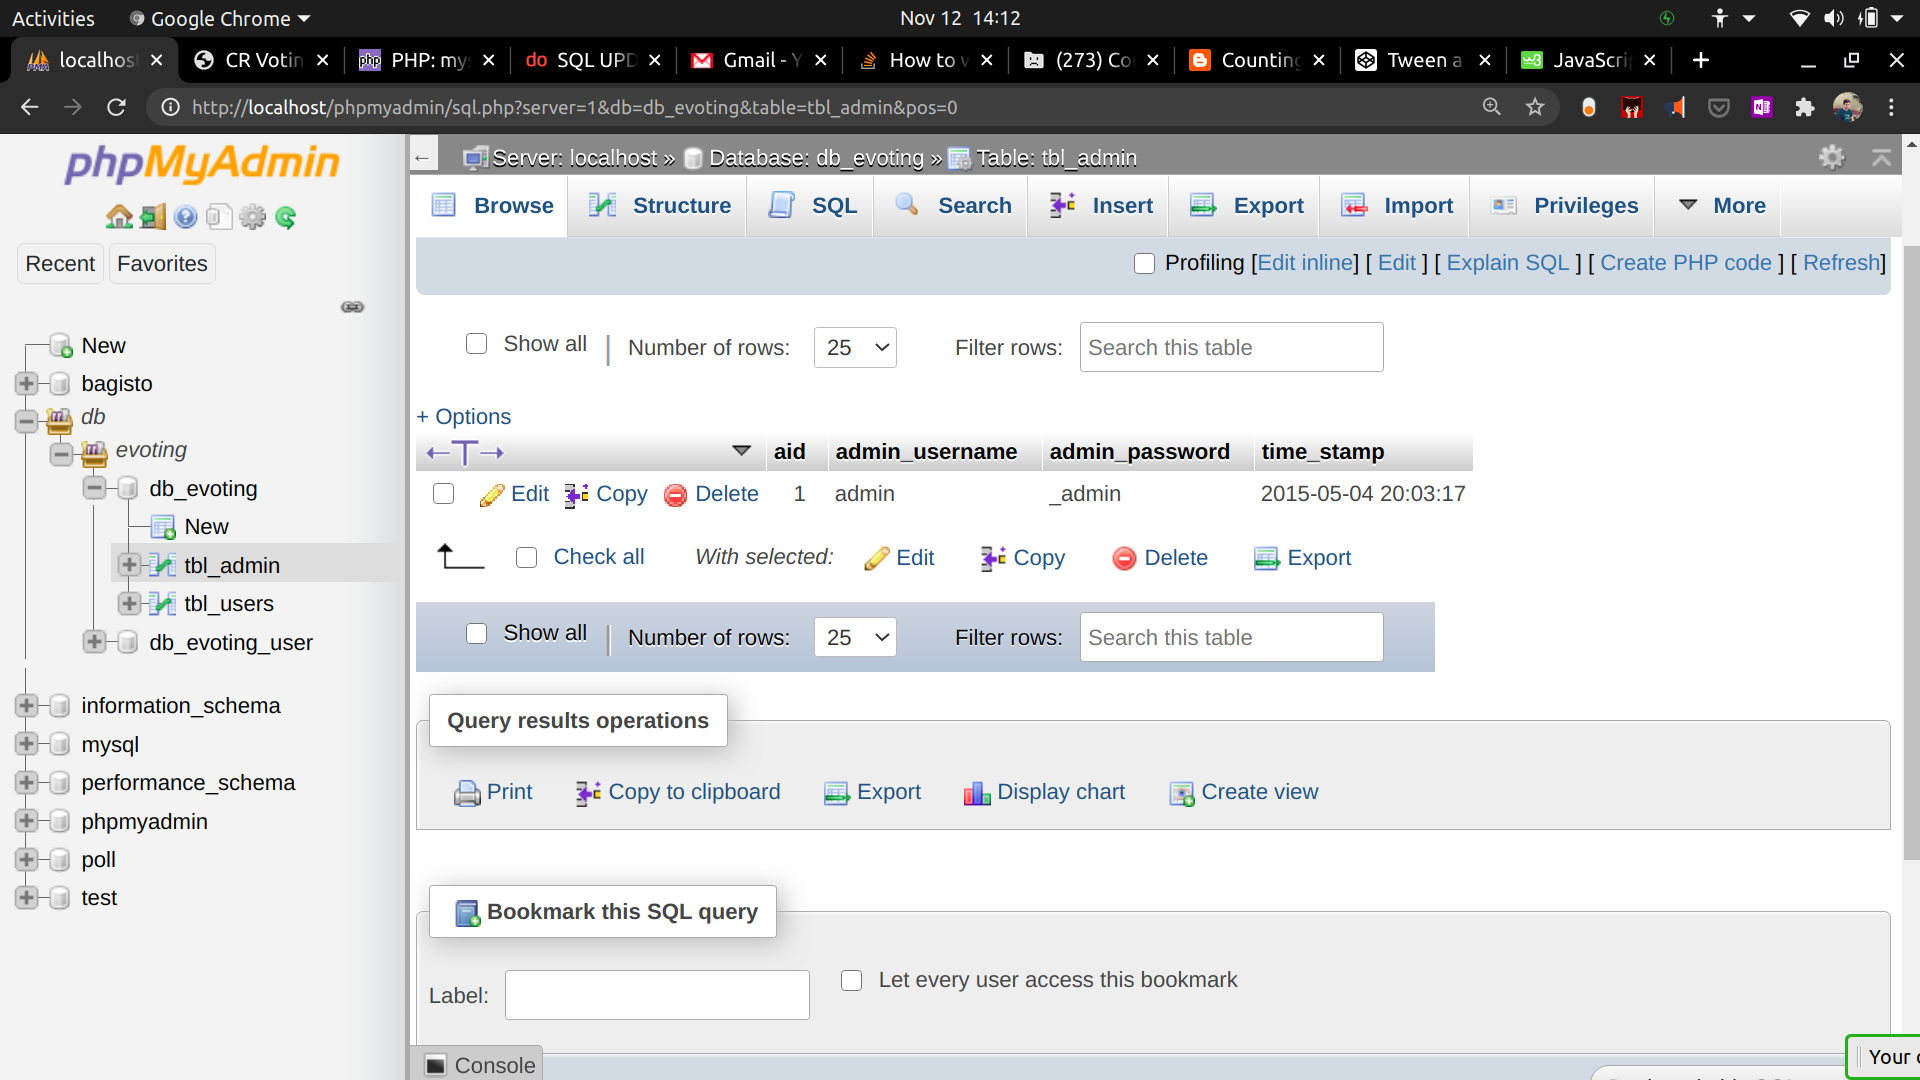 Activities Google Chrome Nov 12 14:12
localhos CR Votin PHP: mys SQL UPD Gmail - Y How to w (273) Co Counting Tween a JavaScri
http://localhost/phpmyadmin/sql.php?server=1&db=db_evoting&table=tbl_admin&pos=0
phpMyAdmin
Recent Favorites
New
bagisto
db
evoting
db_evoting
New
tbl_admin
tbl_users
db_evoting_user
information_schema
mysql
performance_schema
phpmyadmin
poll
test
Server: localhost » Database: db_evoting » Table: tbl_admin
Browse Structure SQL Search Insert Export Import Privileges More
Profiling [Edit inline] [ Edit ] [ Explain SQL ] [ Create PHP code ] [ Refresh]
Show all | Number of rows: 25 Filter rows: Search this table
+ Options
←T→ aid admin_username admin_password time_stamp
Edit Copy Delete 1 admin _admin 2015-05-04 20:03:17
Check all With selected: Edit Copy Delete Export
Show all | Number of rows: 25 Filter rows: Search this table
Query results operations
Print Copy to clipboard Export Display chart Create view
Bookmark this SQL query
Label: Let every user access this bookmark
Console
Your